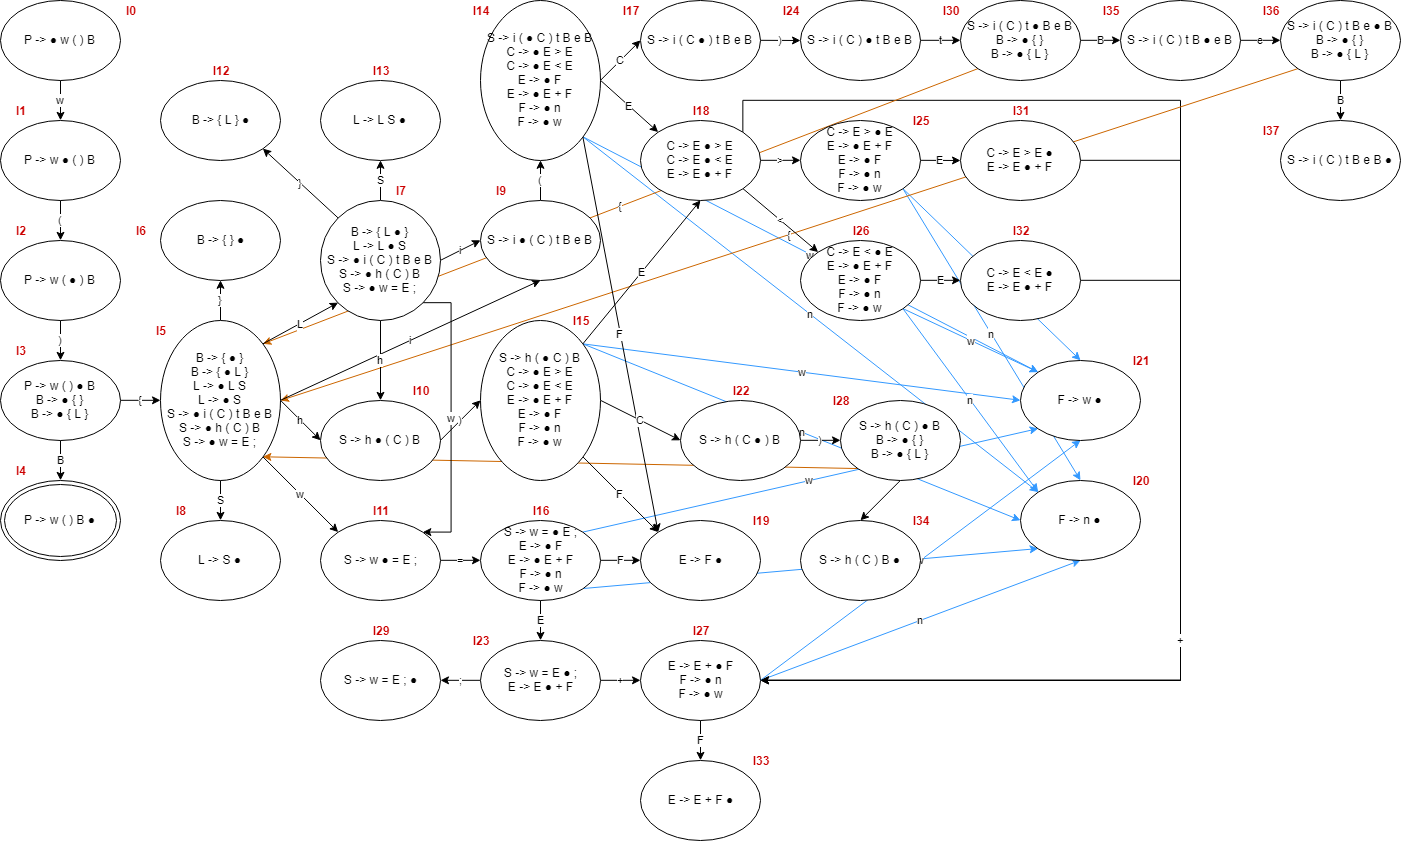 I0
P -> ● w ( ) B
w
I1
P -> w ● ( ) B
(
I2
P -> w ( ● ) B
)
I3
P -> w ( ) ● B
B -> ● { }
B -> ● { L }
{
B
I4
P -> w ( ) B ●
I12
B -> { L } ●
}
I13
L -> L S ●
S
I6
B -> { } ●
}
I7
B -> { L ● }
L -> L ● S
S -> ● i ( C ) t B e B
S -> ● h ( C ) B
S -> ● w = E ;
i
L
h
I5
B -> { ● }
B -> { ● L }
L -> ● L S
L -> ● S
S -> ● i ( C ) t B e B
S -> ● h ( C ) B
S -> ● w = E ;
i
h
w
S
I8
L -> S ●
I10
S -> h ● ( C ) B
w
)
I11
S -> w ● = E ;
=
I9
S -> i ● ( C ) t B e B
(
I14
S -> i ( ● C ) t B e B
C -> ● E > E
C -> ● E < E
E -> ● F
E -> ● E + F
F -> ● n
F -> ● w
C
E
F
w
n
I17
S -> i ( C ● ) t B e B
)
I24
S -> i ( C ) ● t B e B
t
I30
S -> i ( C ) t ● B e B
B -> ● { }
B -> ● { L }
{
B
I35
S -> i ( C ) t B ● e B
e
I36
S -> i ( C ) t B e ● B
B -> ● { }
B -> ● { L }
{
B
I37
S -> i ( C ) t B e B ●
I18
C -> E ● > E
C -> E ● < E
E -> E ● + F
>
<
I25
C -> E > ● E
E -> ● E + F
E -> ● F
F -> ● n
F -> ● w
E
n
I31
C -> E > E ●
E -> E ● + F
I26
C -> E < ● E
E -> ● E + F
E -> ● F
F -> ● n
F -> ● w
E
w
n
I32
C -> E < E ●
E -> E ● + F
+
I15
S -> h ( ● C ) B
C -> ● E > E
C -> ● E < E
E -> ● E + F
E -> ● F
F -> ● n
F -> ● w
E
w
n
C
F
I22
S -> h ( C ● ) B
)
I28
S -> h ( C ) ● B
B -> ● { }
B -> ● { L }
I21
F -> w ●
I20
F -> n ●
I16
S -> w = ● E ;
E -> ● F
E -> ● E + F
F -> ● n
F -> ● w
F
w
E
I19
E -> F ●
I34
S -> h ( C ) B ●
I29
S -> w = E ; ●
;
I23
S -> w = E ● ;
E -> E ● + F
+
I27
E -> E + ● F
F -> ● n
F -> ● w
n
F
I33
E -> E + F ●